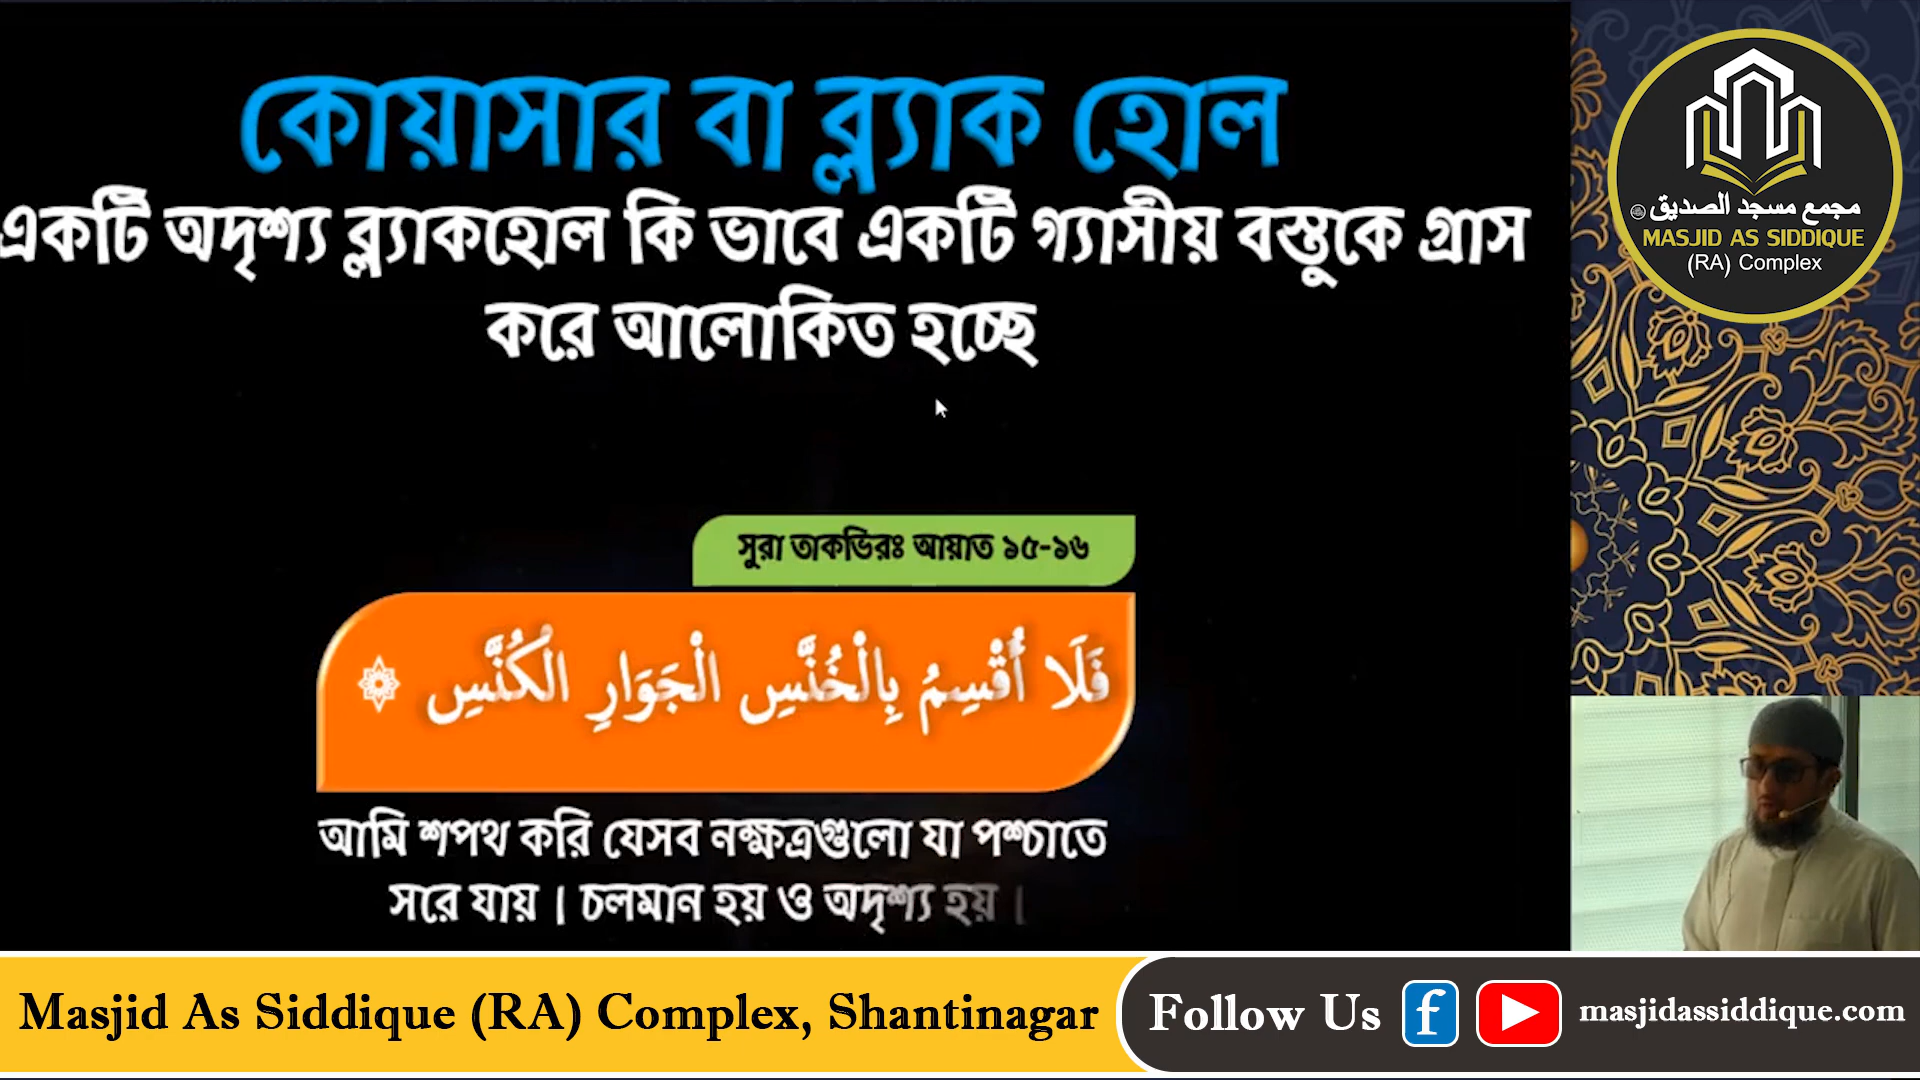 কোয়াসার বা ব্ল্যাক হোল
একটি অদৃশ্য ব্ল্যাকহোল কি ভাবে একটি গ্যাসীয় বস্তুকে গ্রাস
করে আলোকিত হচ্ছে
সুরা তাকভিরঃ আয়াত ১৫-১৬
فَلَا أُقْسِمُ بِالْخُنَّسِ الْجَوَارِ الْكُنَّسِ
আমি শপথ করি যেসব নক্ষত্রগুলো যা পশ্চাতে
সরে যায় । চলমান হয় ও অদৃশ্য হয় ।
مجمع مسجد الصديق
MASJID AS SIDDIQUE
(RA) Complex
Masjid As Siddique (RA) Complex, Shantinagar
Follow Us
masjidassiddique.com